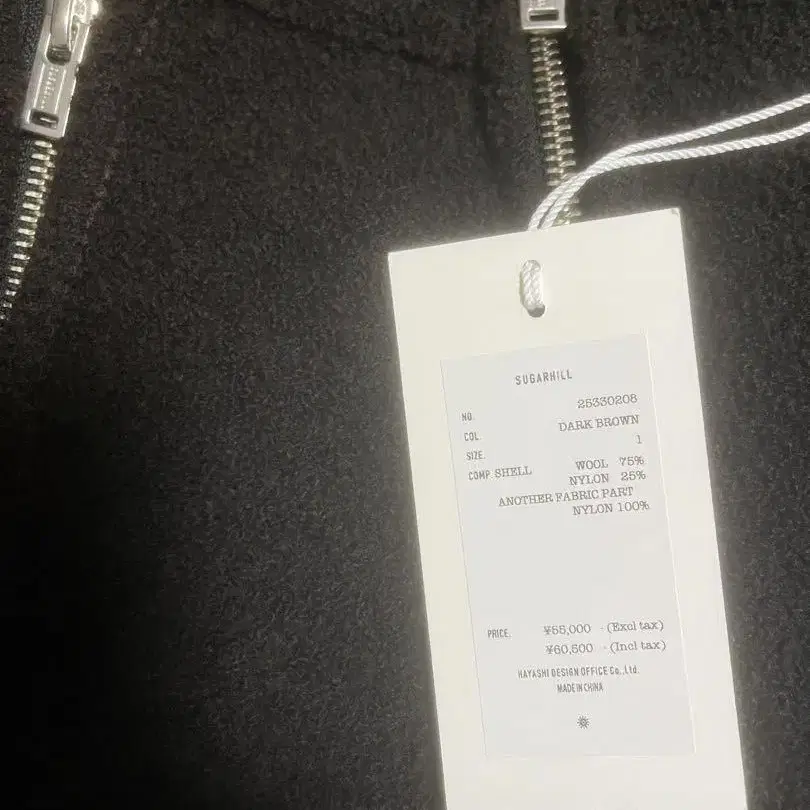 SUGARHILL
NO. 25330208
COL. DARK BROWN
SIZE. 1
COMP. SHELL WOOL 75%
NYLON 25%
ANOTHER FABRIC PART
NYLON 100%
PRICE. ¥55,000 - (Excl tax)
¥60,500 - (Incl tax)
HAYASHI DESIGN OFFICE Co.,Ltd.
MADE IN CHINA